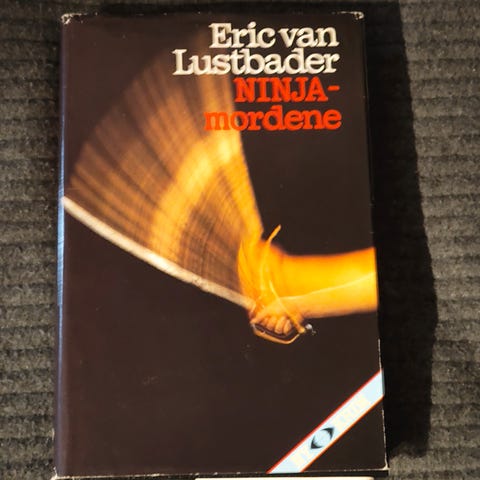 Eric van
Lustbader
NINJA-
mordene